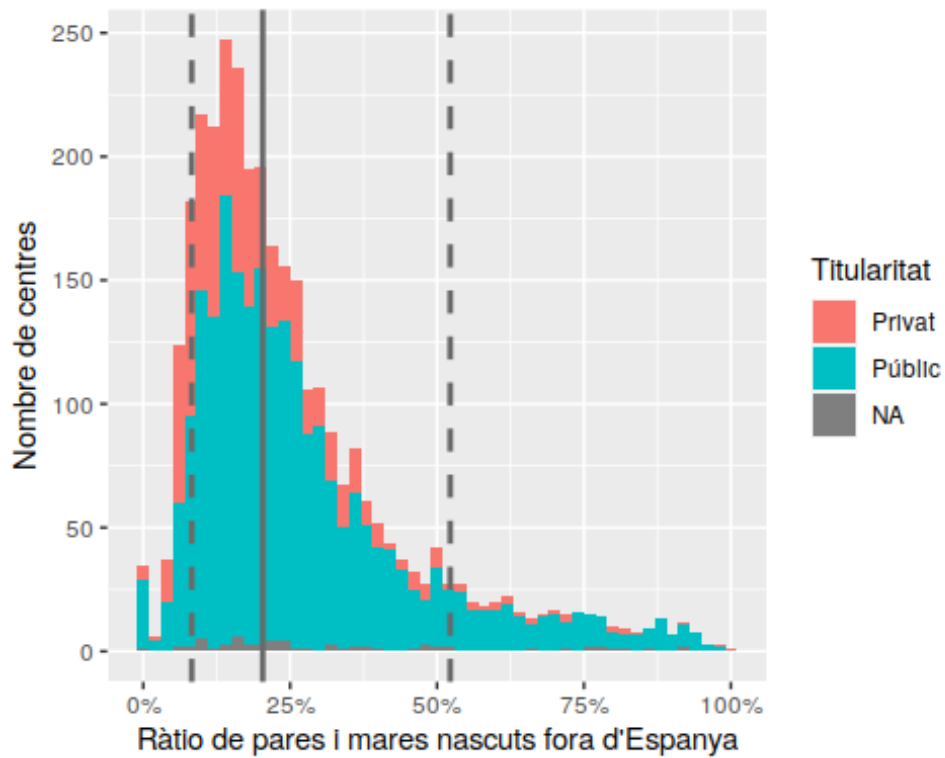 250
200
150
100
50
0
Nombre de centres
0% 25% 50% 75% 100%
Ràtio de pares i mares nascuts fora d'Espanya
Titularitat
Privat
Públic
NA